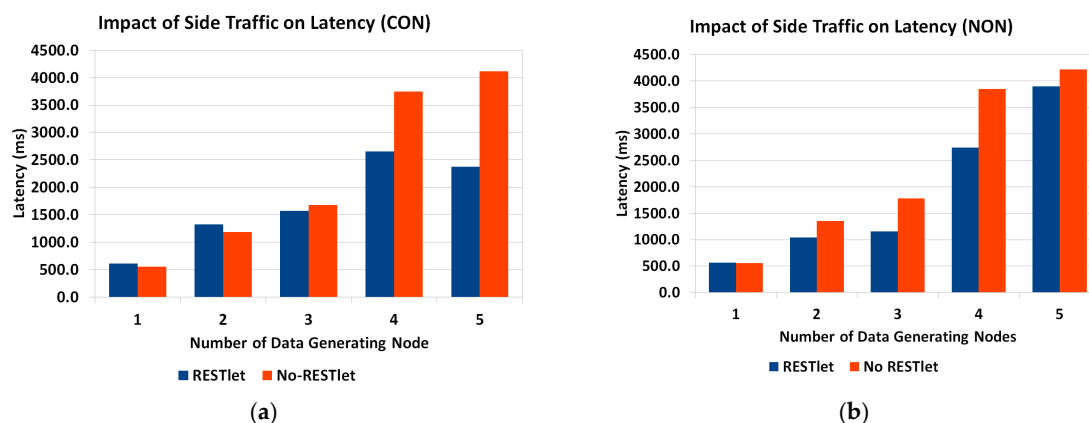 Impact of Side Traffic on Latency (CON)
4500.0
4000.0
3500.0
3000.0
2500.0
2000.0
1500.0
1000.0
500.0
0.0
Latency (ms)
1 2 3 4 5
Number of Data Generating Node
RESTlet No-RESTlet
(a)
Impact of Side Traffic on Latency (NON)
4500.0
4000.0
3500.0
3000.0
2500.0
2000.0
1500.0
1000.0
500.0
0.0
Latency (ms)
1 2 3 4 5
Number of Data Generating Nodes
RESTlet No RESTlet
(b)